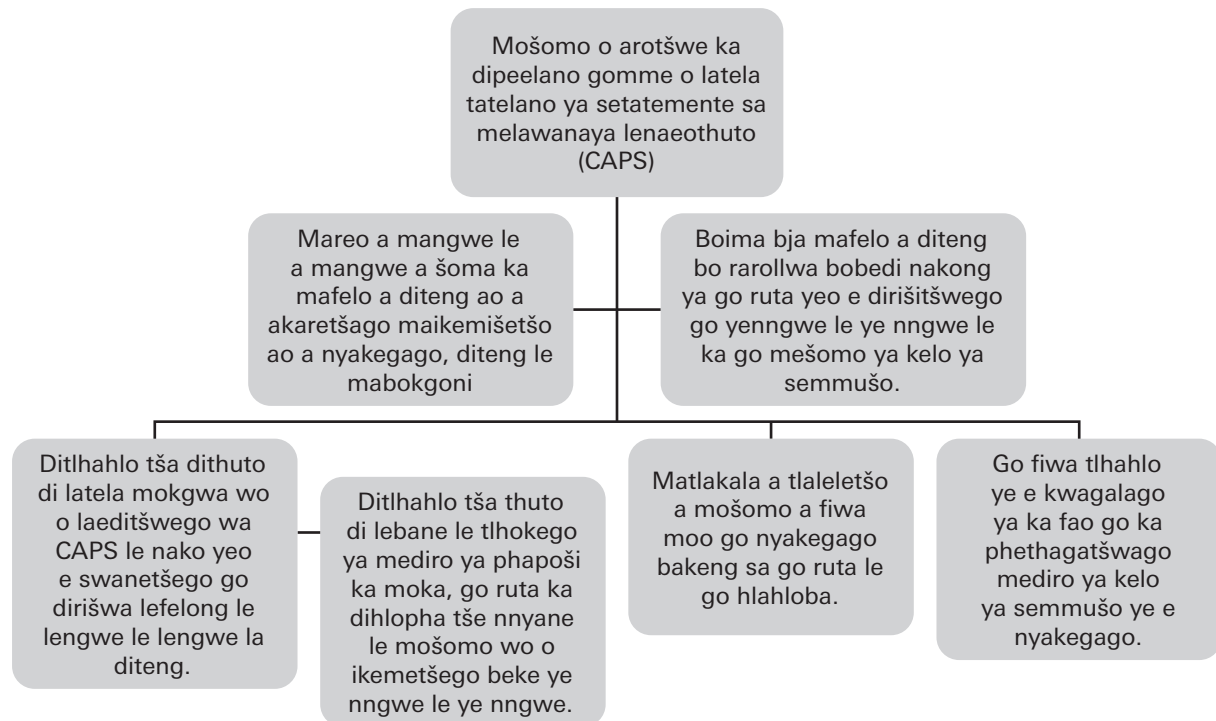 Mošomo o arotšwe ka
dipeelano gomme o latela
tatelano ya setatemente sa
melawanaya lenaeothuto
(CAPS)
Mareo a mangwe le
a mangwe a šoma ka
mafelo a diteng ao a
akaretšago maikemišetšo
ao a nyakegago, diteng le
mabokgoni
Boima bja mafelo a diteng
bo rarollwa bobedi nakong
ya go ruta yeo e dirišitšwego
go yenngwe le ye nngwe le
ka go mešomo ya kelo ya
semmušo.
Ditlhahlo tša dithuto
di latela mokgwa wo
o laeditšwego wa
CAPS le nako yeo
e swanetšego go
dirišwa lefelong le
lengwe le lengwe la
diteng.
Ditlhahlo tša thuto
di lebane le tlhokego
ya mediro ya phapoši
ka moka, go ruta ka
dihlopha tše nnyane
le mošomo wo o
ikemetšego beke ye
nngwe le ye nngwe.
Matlakala a tlaleletšo
a mošomo a fiwa
moo go nyakegago
bakeng sa go ruta le
go hlahloba.
Go fiwa tlhahlo
ye e kwagalago
ya ka fao go ka
phethagatšwago
mediro ya kelo
ya semmušo ye e
nyakegago.